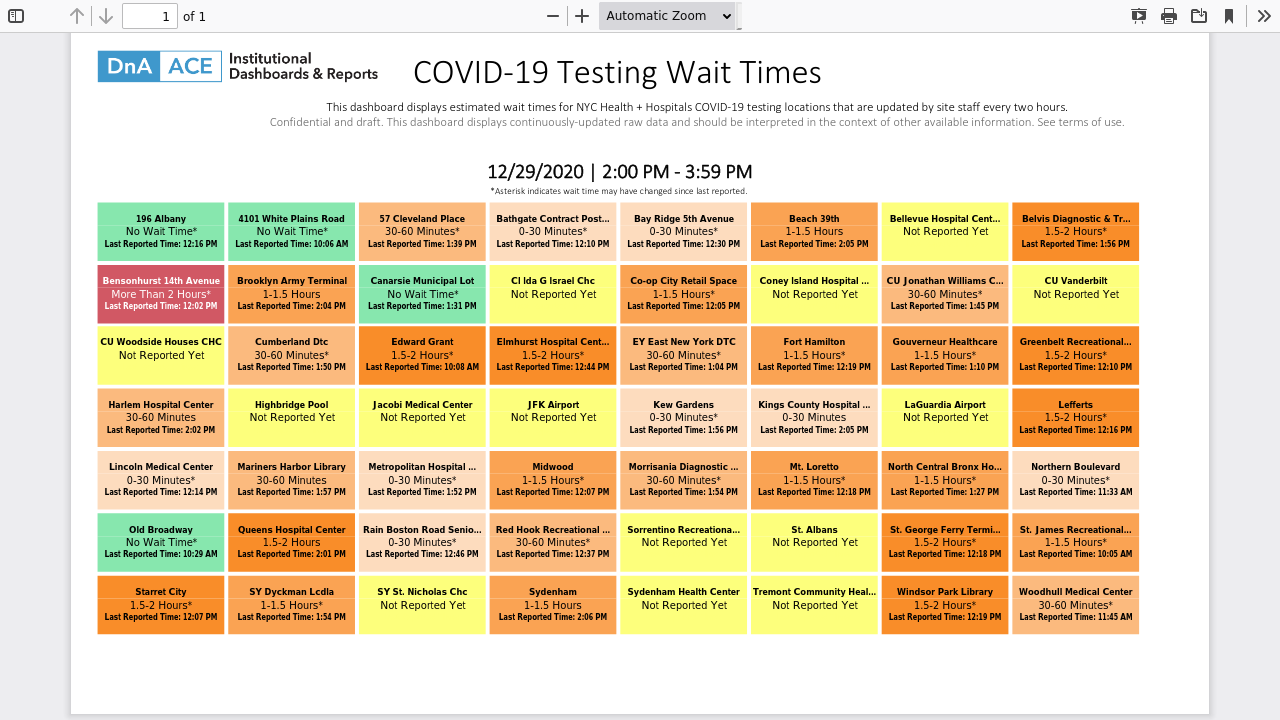 1 of 1
Automatic Zoom
DnA ACE Institutional
Dashboards & Reports
COVID-19 Testing Wait Times
This dashboard displays estimated wait times for NYC Health + Hospitals COVID-19 testing locations that are updated by site staff every two hours.
Confidential and draft. This dashboard displays continuously-updated raw data and should be interpreted in the context of other available information. See terms of use.
12/29/2020 | 2:00 PM - 3:59 PM
*Asterisk indicates wait time may have changed since last reported.
196 Albany
No Wait Time*
Last Reported Time: 12:16 PM
4101 White Plains Road
No Wait Time*
Last Reported Time: 10:06 AM
57 Cleveland Place
30-60 Minutes*
Last Reported Time: 1:39 PM
Bathgate Contract Post...
0-30 Minutes*
Last Reported Time: 12:10 PM
Bay Ridge 5th Avenue
0-30 Minutes*
Last Reported Time: 12:30 PM
Beach 39th
1-1.5 Hours
Last Reported Time: 2:05 PM
Bellevue Hospital Cent...
Not Reported Yet
Belvis Diagnostic & Tr...
1.5-2 Hours*
Last Reported Time: 1:56 PM
Bensonhurst 14th Avenue
More Than 2 Hours*
Last Reported Time: 12:02 PM
Brooklyn Army Terminal
1-1.5 Hours
Last Reported Time: 2:04 PM
Canarsie Municipal Lot
No Wait Time*
Last Reported Time: 1:31 PM
Cl Ida G Israel Chc
Not Reported Yet
Co-op City Retail Space
1-1.5 Hours*
Last Reported Time: 12:05 PM
Coney Island Hospital ...
Not Reported Yet
CU Jonathan Williams C...
30-60 Minutes*
Last Reported Time: 1:45 PM
CU Vanderbilt
Not Reported Yet
CU Woodside Houses CHC
Not Reported Yet
Cumberland Dtc
30-60 Minutes*
Last Reported Time: 1:50 PM
Edward Grant
1.5-2 Hours*
Last Reported Time: 10:08 AM
Elmhurst Hospital Cent...
1.5-2 Hours*
Last Reported Time: 12:44 PM
EY East New York DTC
30-60 Minutes*
Last Reported Time: 1:04 PM
Fort Hamilton
1-1.5 Hours*
Last Reported Time: 12:19 PM
Gouverneur Healthcare
1-1.5 Hours*
Last Reported Time: 1:10 PM
Greenbelt Recreational...
1.5-2 Hours*
Last Reported Time: 12:10 PM
Harlem Hospital Center
30-60 Minutes
Last Reported Time: 2:02 PM
Highbridge Pool
Not Reported Yet
Jacobi Medical Center
Not Reported Yet
JFK Airport
Not Reported Yet
Kew Gardens
0-30 Minutes*
Last Reported Time: 1:56 PM
Kings County Hospital ...
0-30 Minutes
Last Reported Time: 2:05 PM
LaGuardia Airport
Not Reported Yet
Lefferts
1.5-2 Hours*
Last Reported Time: 12:16 PM
Lincoln Medical Center
0-30 Minutes*
Last Reported Time: 12:14 PM
Mariners Harbor Library
30-60 Minutes
Last Reported Time: 1:57 PM
Metropolitan Hospital ...
0-30 Minutes*
Last Reported Time: 1:52 PM
Midwood
1-1.5 Hours*
Last Reported Time: 12:07 PM
Morrisania Diagnostic ...
30-60 Minutes*
Last Reported Time: 1:54 PM
Mt. Loretto
1-1.5 Hours*
Last Reported Time: 12:18 PM
North Central Bronx Ho...
1-1.5 Hours*
Last Reported Time: 1:27 PM
Northern Boulevard
0-30 Minutes*
Last Reported Time: 11:33 AM
Old Broadway
No Wait Time*
Last Reported Time: 10:29 AM
Queens Hospital Center
1.5-2 Hours
Last Reported Time: 2:01 PM
Rain Boston Road Senio...
0-30 Minutes*
Last Reported Time: 12:46 PM
Red Hook Recreational ...
30-60 Minutes*
Last Reported Time: 12:37 PM
Sorrentino Recreationa...
Not Reported Yet
St. Albans
Not Reported Yet
St. George Ferry Termi...
1.5-2 Hours*
Last Reported Time: 12:18 PM
St. James Recreational...
1-1.5 Hours*
Last Reported Time: 10:05 AM
Starret City
1.5-2 Hours*
Last Reported Time: 12:07 PM
SY Dyckman Lcdla
1-1.5 Hours*
Last Reported Time: 1:54 PM
SY St. Nicholas Chc
Not Reported Yet
Sydenham
1-1.5 Hours
Last Reported Time: 2:06 PM
Sydenham Health Center
Not Reported Yet
Tremont Community Heal...
Not Reported Yet
Windsor Park Library
1.5-2 Hours*
Last Reported Time: 12:19 PM
Woodhull Medical Center
30-60 Minutes*
Last Reported Time: 11:45 AM